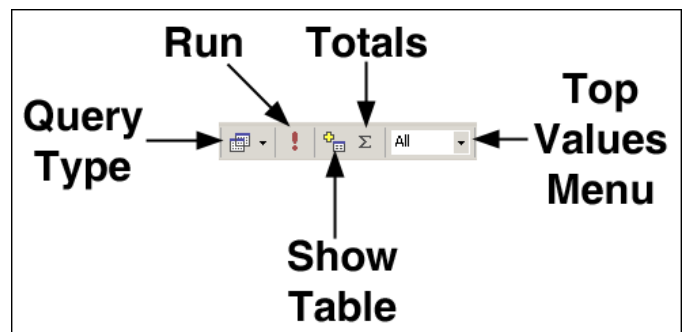 Run
Totals
Query
Type
Top
Values
Menu
All
Show
Table